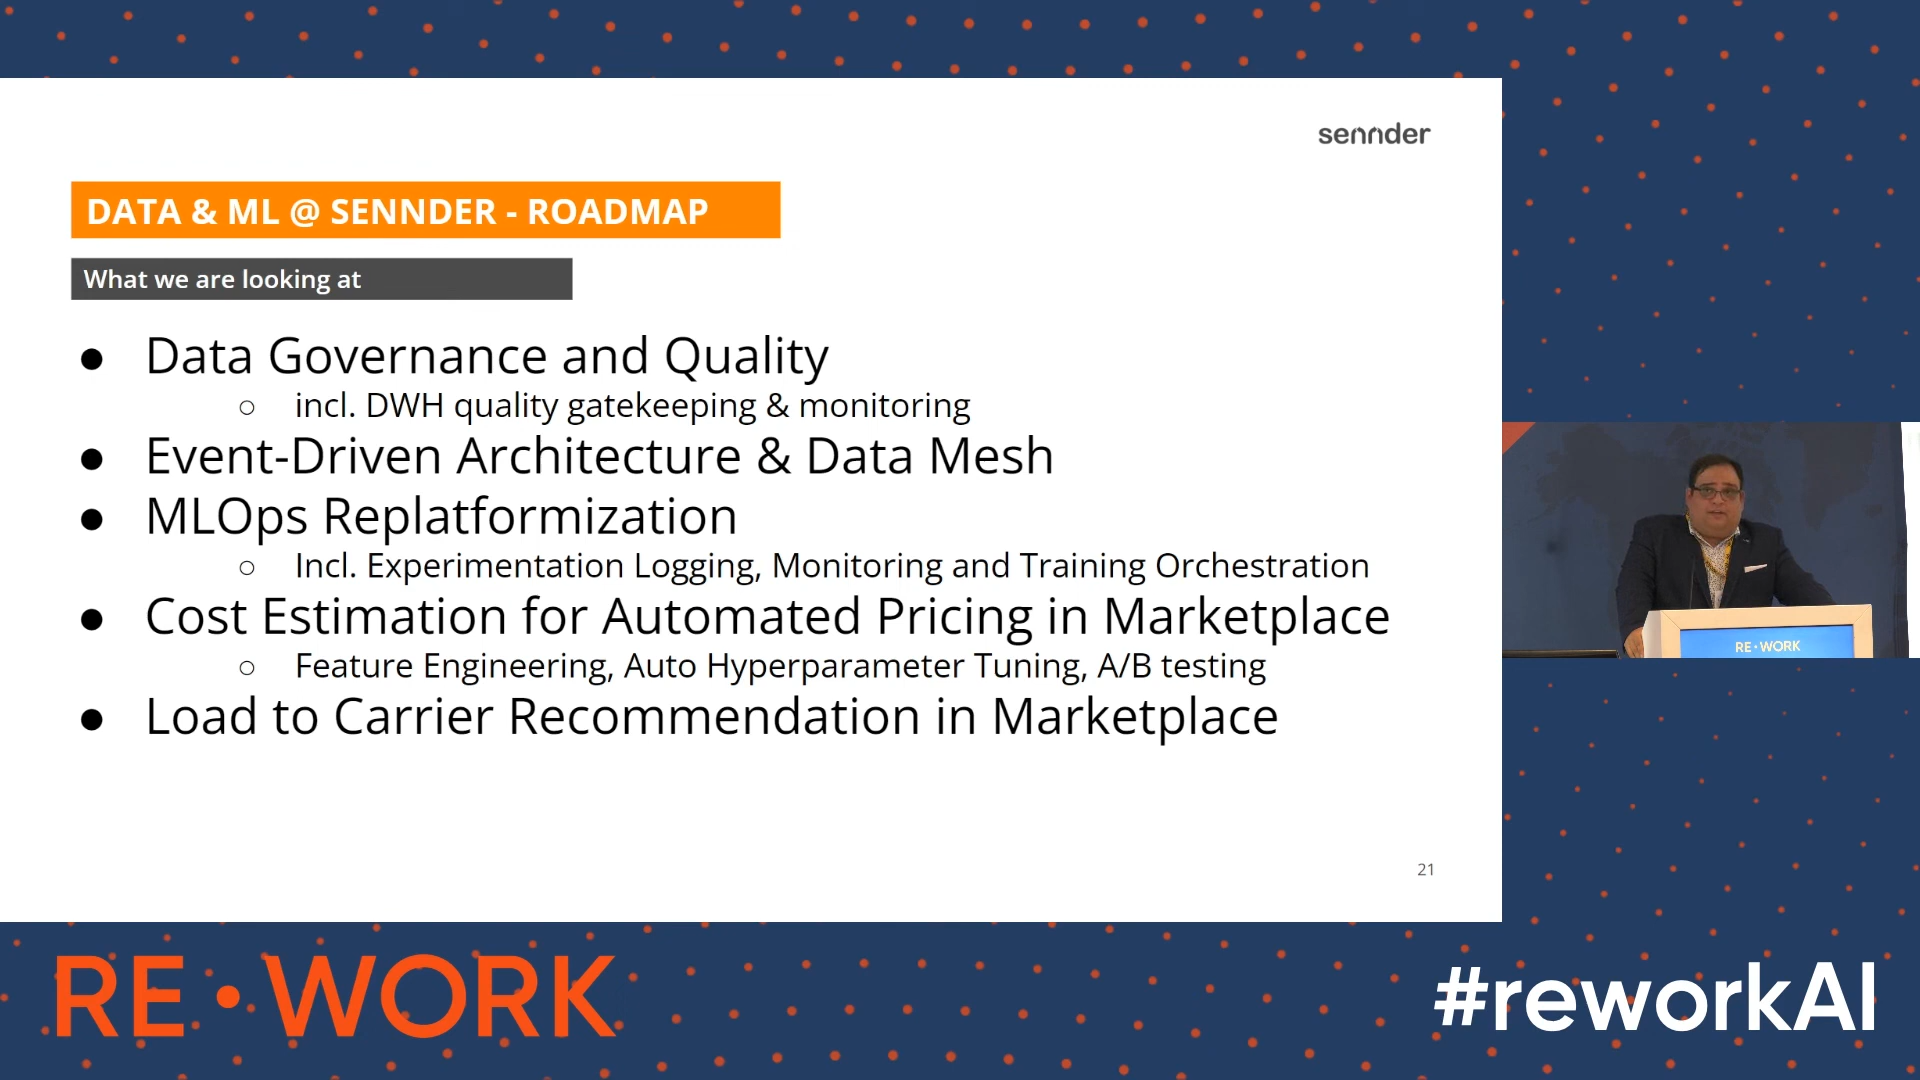 sennder
DATA & ML @ SENNDER - ROADMAP
What we are looking at
● Data Governance and Quality
○ incl. DWH quality gatekeeping & monitoring
● Event-Driven Architecture & Data Mesh
● MLOps Replatformization
○ Incl. Experimentation Logging, Monitoring and Training Orchestration
● Cost Estimation for Automated Pricing in Marketplace
○ Feature Engineering, Auto Hyperparameter Tuning, A/B testing
● Load to Carrier Recommendation in Marketplace
21
RE•WORK
RE•WORK
#reworkAI